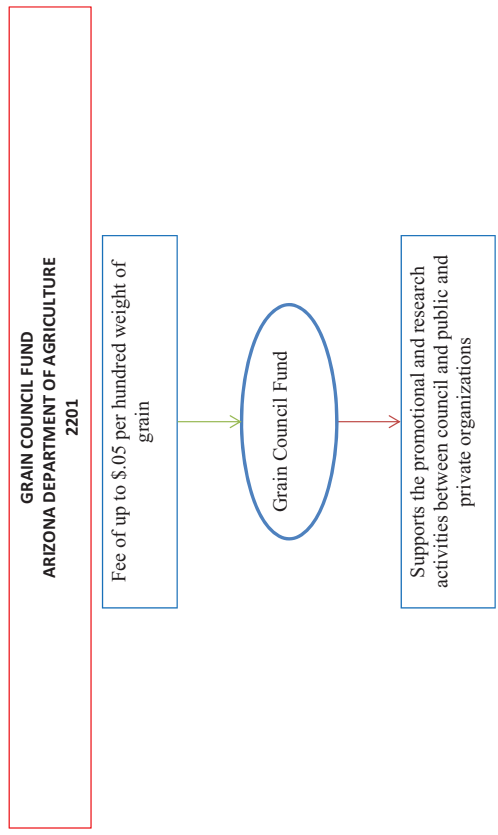 GRAIN COUNCIL FUND
ARIZONA DEPARTMENT OF AGRICULTURE
2201
Fee of up to $.05 per hundred weight of
grain
Grain Council Fund
Supports the promotional and research
activities between council and public and
private organizations